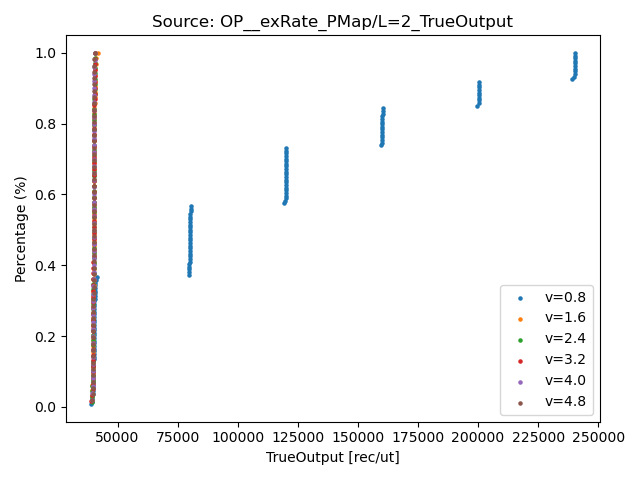 Source: OP__exRate_PMap/L=2_TrueOutput
Percentage (%)
1.0
0.8
0.6
0.4
0.2
0.0
v=0.8
v=1.6
v=2.4
v=3.2
v=4.0
v=4.8
50000 75000 100000 125000 150000 175000 200000 225000 250000
TrueOutput [rec/ut]